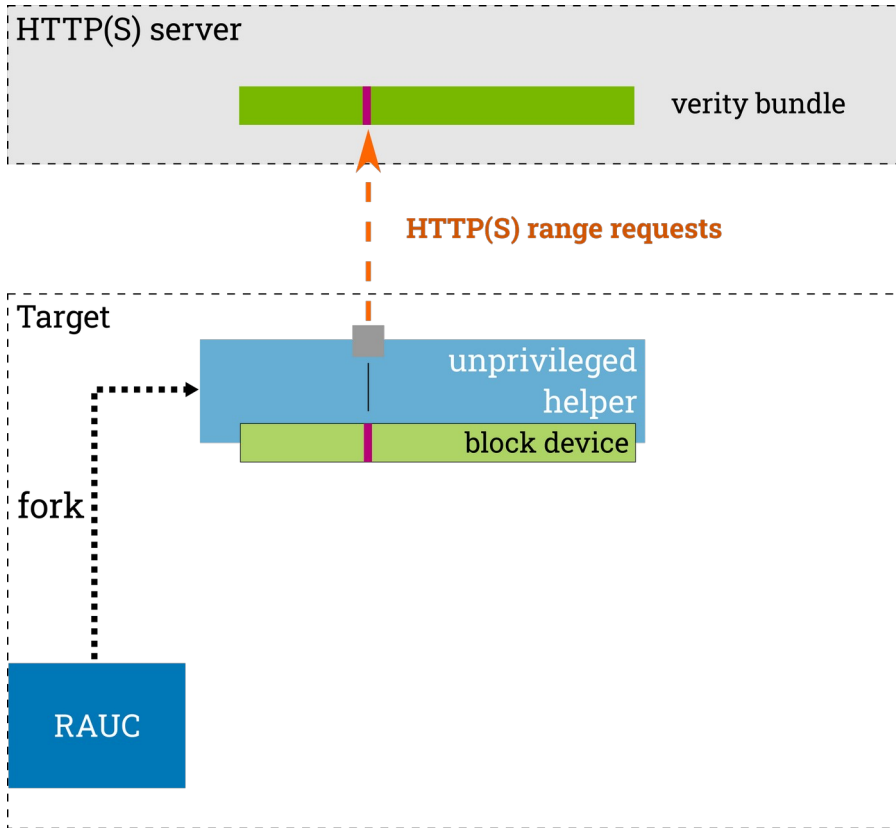 HTTP(S) server
verity bundle
HTTP(S) range requests
Target
unprivileged
helper
block device
fork
RAUC